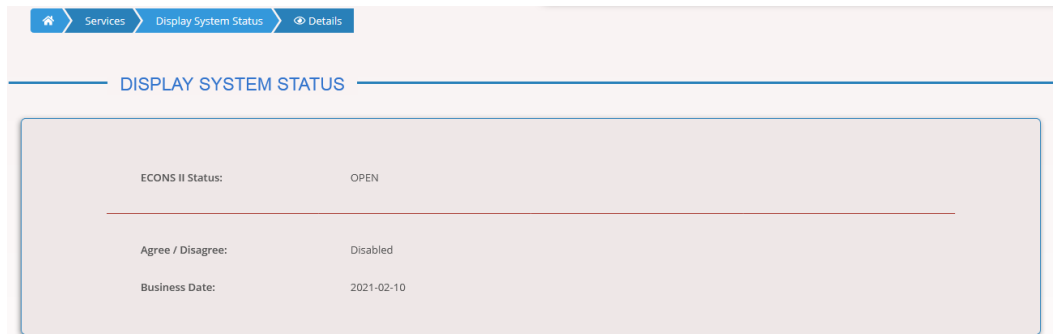 Services Display System Status Details
DISPLAY SYSTEM STATUS
ECONS II Status: OPEN
Agree / Disagree: Disabled
Business Date: 2021-02-10